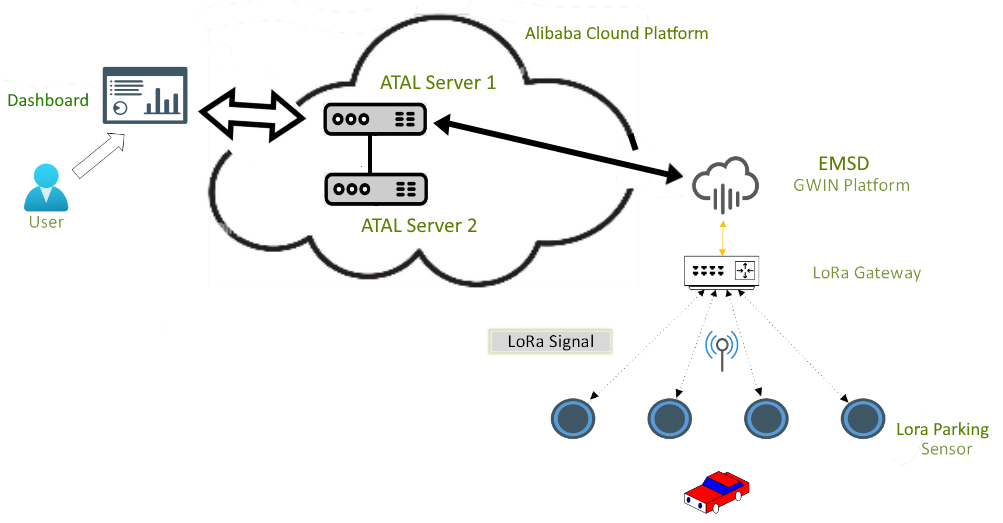 Alibaba Clound Platform
ATAL Server 1
Dashboard
EMSD
GWIN Platform
User
ATAL Server 2
LoRa Gateway
LoRa Signal
Lora Parking
Sensor